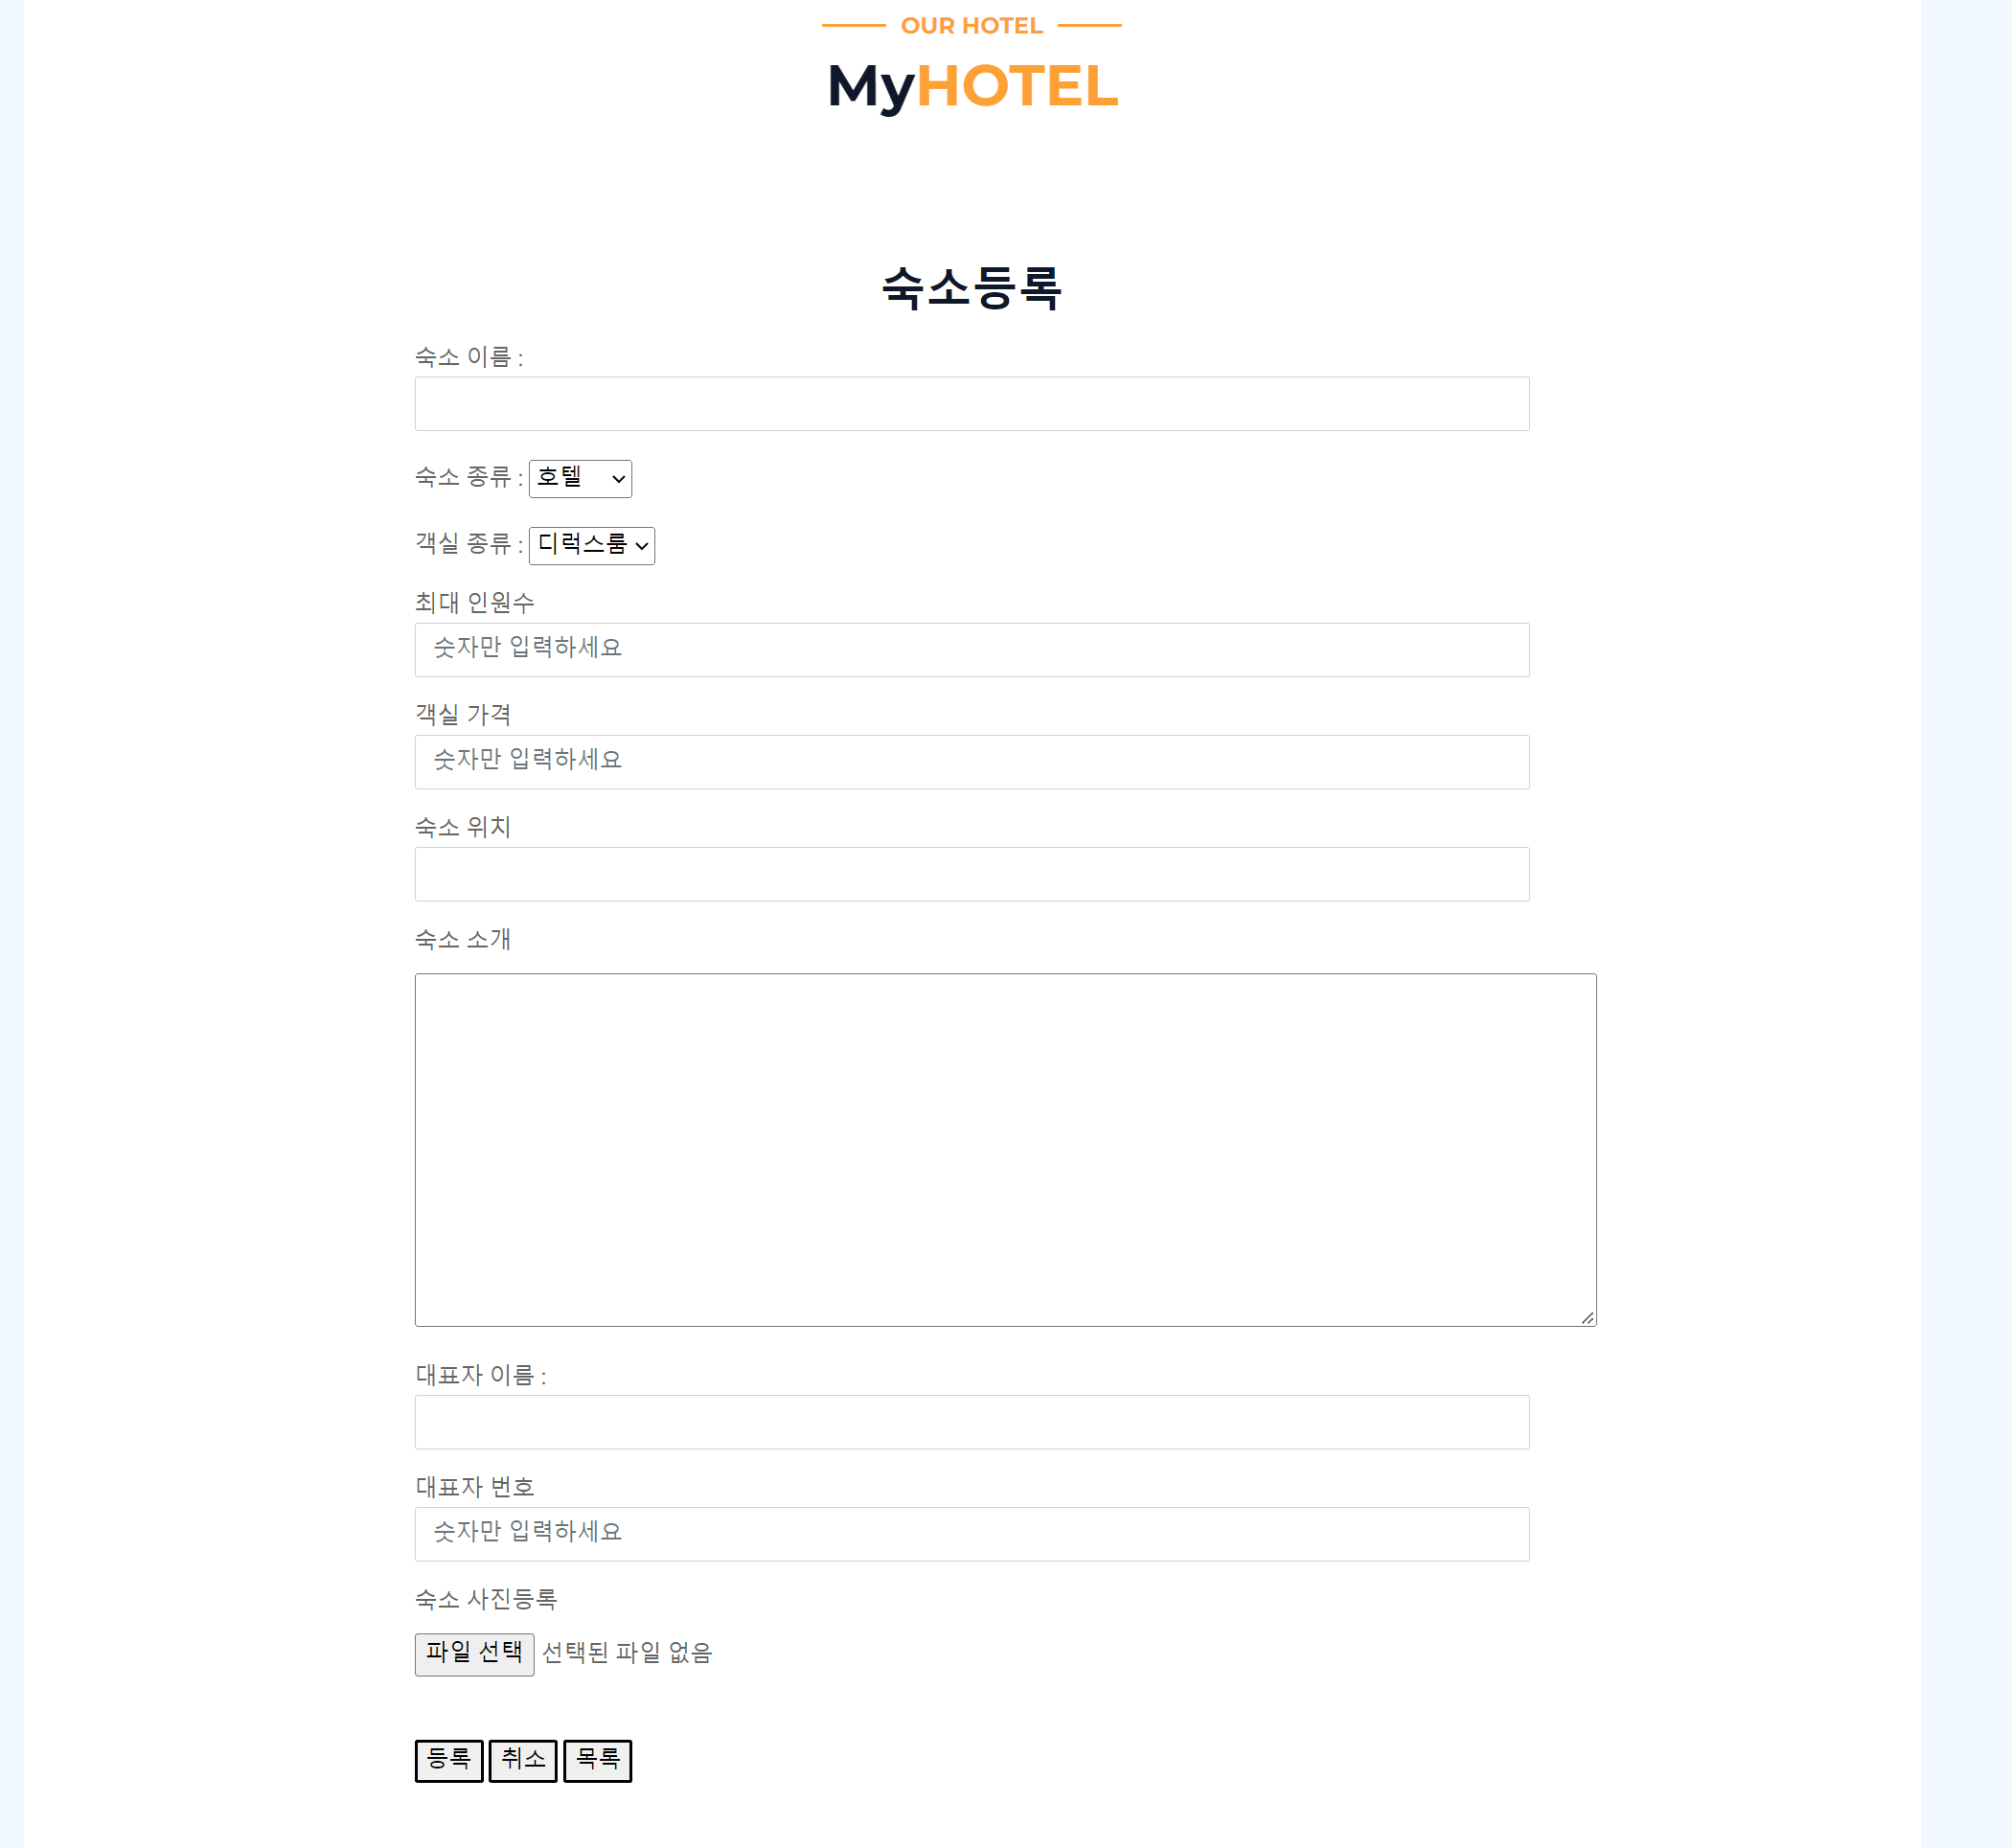 OUR HOTEL
MyHOTEL
숙소등록
숙소 이름 :
숙소 종류 : 호텔
객실 종류 : 디럭스룸
최대 인원수
숫자만 입력하세요
객실 가격
숫자만 입력하세요
숙소 위치
숙소 소개
대표자 이름 :
대표자 번호
숫자만 입력하세요
숙소 사진등록
파일 선택 선택된 파일 없음
등록 취소 목록